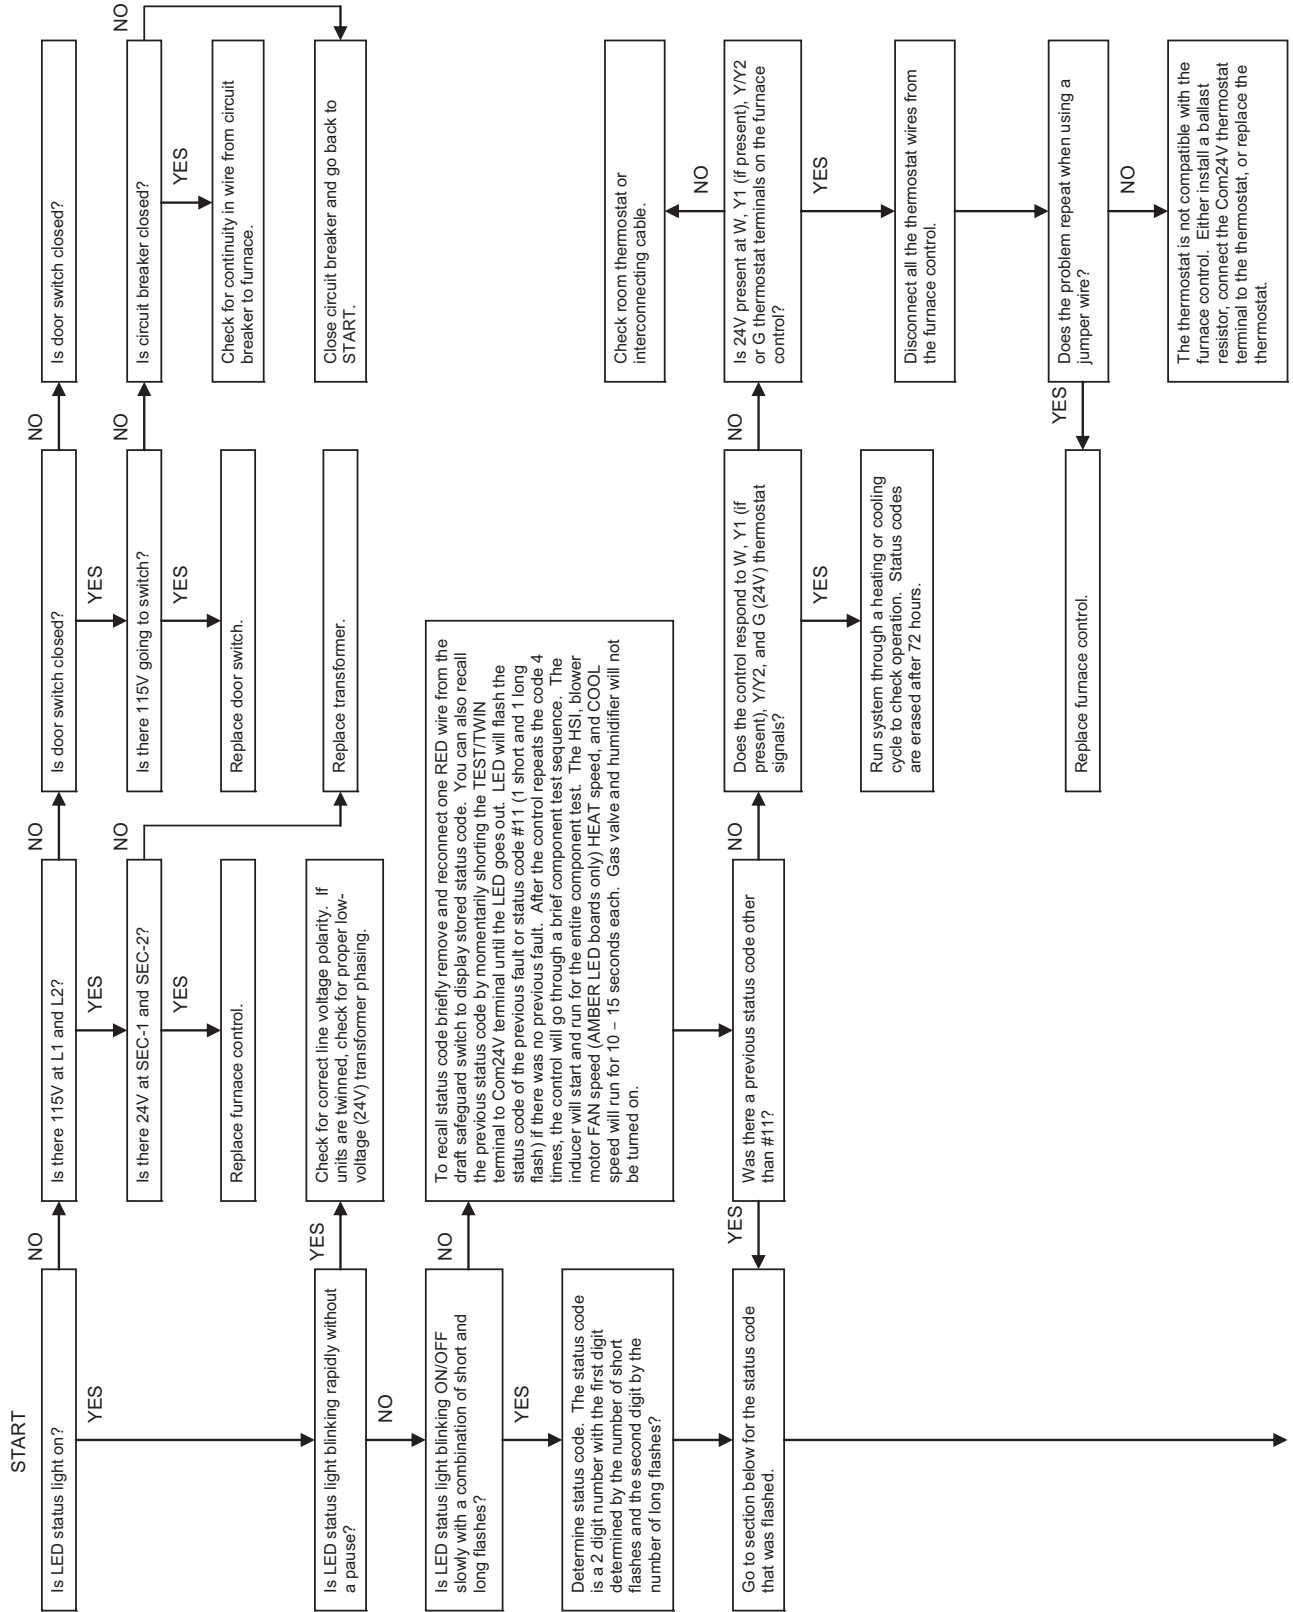 START
Is LED status light on?
NO
YES
Is there 115V at L1 and L2?
NO
YES
Is door switch closed?
NO
YES
Is door switch closed?
Is there 24V at SEC-1 and SEC-2?
NO
YES
Is there 115V going to switch?
NO
YES
Is circuit breaker closed?
NO
YES
Replace furnace control.
Replace door switch.
Check for continuity in wire from circuit
breaker to furnace.
Is LED status light blinking rapidly without
a pause?
YES
NO
Check for correct line voltage polarity.  If
units are twinned, check for proper low-
voltage (24V) transformer phasing.
Replace transformer.
Close circuit breaker and go back to
START.
Is LED status light blinking ON/OFF
slowly with a combination of short and
long flashes?
NO
YES
To recall status code briefly remove and reconnect one RED wire from the
draft safeguard switch to display stored status code.  You can also recall
the previous status code by momentarily shorting the TEST/TWIN
terminal to Com24V terminal until the LED goes out.  LED will flash the
status code of the previous fault or status code #11 (1 short and 1 long
flash) if there was no previous fault.  After the control repeats the code 4
times, the control will go through a brief component test sequence.  The
inducer will start and run for the entire component test.  The HSI, blower
motor FAN speed (AMBER LED boards only) HEAT speed, and COOL
speed will run for 10 – 15 seconds each.  Gas valve and humidifier will not
be turned on.
Determine status code.  The status code
is a 2 digit number with the first digit
determined by the number of short
flashes and the second digit by the
number of long flashes?
Check room thermostat or
interconnecting cable.
NO
Go to section below for the status code
that was flashed.
YES
Was there a previous status code other
than #11?
NO
Does the control respond to W, Y1 (if
present), Y/Y2, and G (24V) thermostat
signals?
NO
YES
Is 24V present at W, Y1 (if present), Y/Y2
or G thermostat terminals on the furnace
control?
YES
Run system through a heating or cooling
cycle to check operation.  Status codes
are erased after 72 hours.
Disconnect all the thermostat wires from
the furnace control.
Replace furnace control.
YES
Does the problem repeat when using a
jumper wire?
NO
The thermostat is not compatible with the
furnace control.  Either install a ballast
resistor, connect the Com24V thermostat
terminal to the thermostat, or replace the
thermostat.